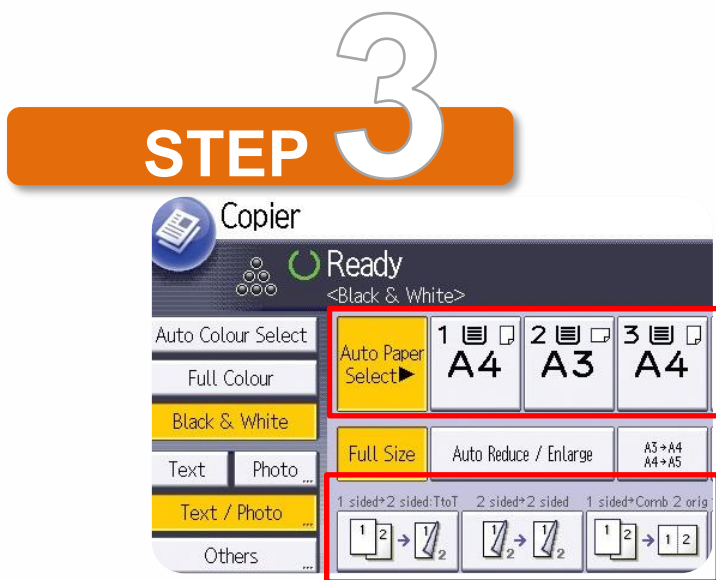 STEP 3
Copier
Ready
<Black & White>
Auto Colour Select
Full Colour
Black & White
Text
Photo
Text / Photo
Others
Auto Paper
Select▶
1
A4
2
A3
3
A4
Full Size
Auto Reduce / Enlarge
A3→A4
A4→A5
1 sided→2 sided:TtoT
2 sided→2 sided
1 sided→Comb 2 orig
1 2 → 1 2
2 → 1 2
1 2 → 1 2